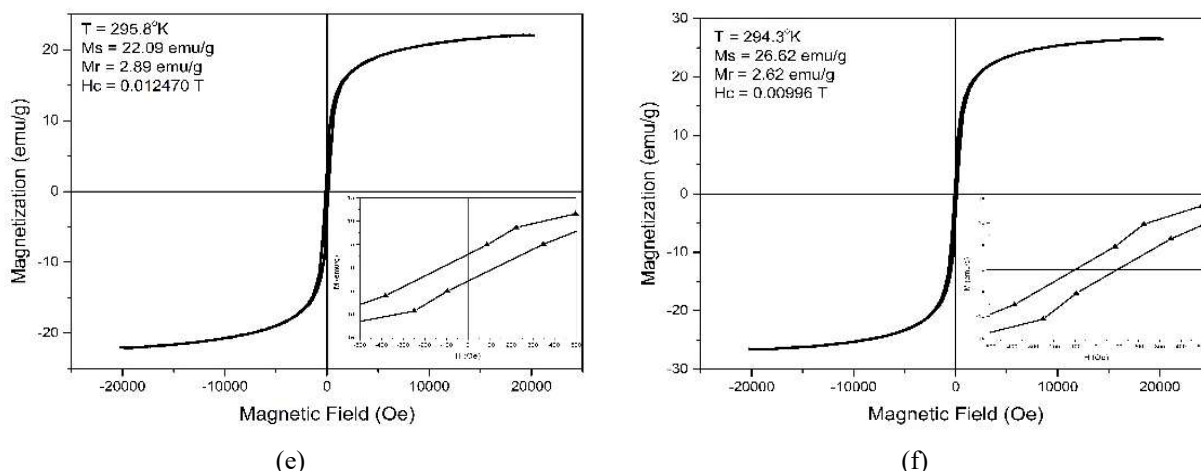 T = 295.8°K
Ms = 22.09 emu/g
Mr = 2.89 emu/g
Hc = 0.012470 T
20
10
0
-10
-20
Magnetization (emu/g)
-20000 -10000 0 10000 20000
Magnetic Field (Oe)
H (Oe)
(e)
T = 294.3°K
Ms = 26.62 emu/g
Mr = 2.62 emu/g
Hc = 0.00996 T
30
20
10
0
-10
-20
-30
Magnetization (emu/g)
M (emu/g)
H (Oe)
-20000 -10000 0 10000 20000
Magnetic Field (Oe)
(f)